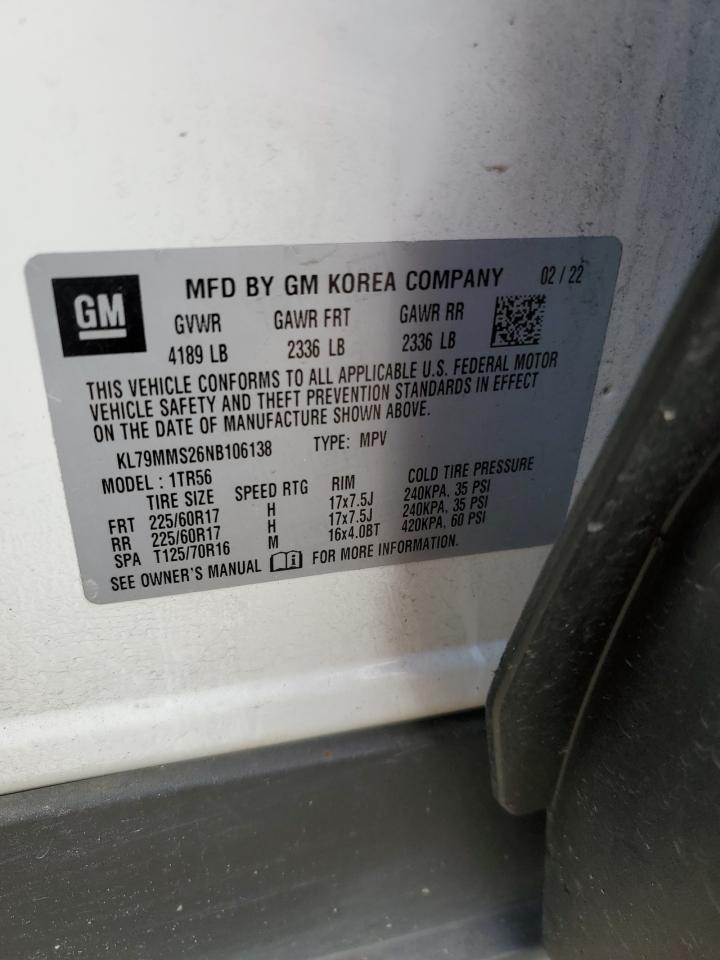 GM
MFD BY GM KOREA COMPANY 02 / 22
GVWR GAWR FRT GAWR RR
4189 LB 2336 LB 2336 LB
THIS VEHICLE CONFORMS TO ALL APPLICABLE U.S. FEDERAL MOTOR
VEHICLE SAFETY AND THEFT PREVENTION STANDARDS IN EFFECT
ON THE DATE OF MANUFACTURE SHOWN ABOVE.
KL79MMS26NB106138 TYPE: MPV
MODEL : 1TR56
TIRE SIZE SPEED RTG RIM COLD TIRE PRESSURE
FRT 225/60R17 H 17x7.5J 240KPA, 35 PSI
RR 225/60R17 H 17x7.5J 240KPA, 35 PSI
SPA T125/70R16 M 16x4.0BT 420KPA, 60 PSI
SEE OWNER'S MANUAL FOR MORE INFORMATION.